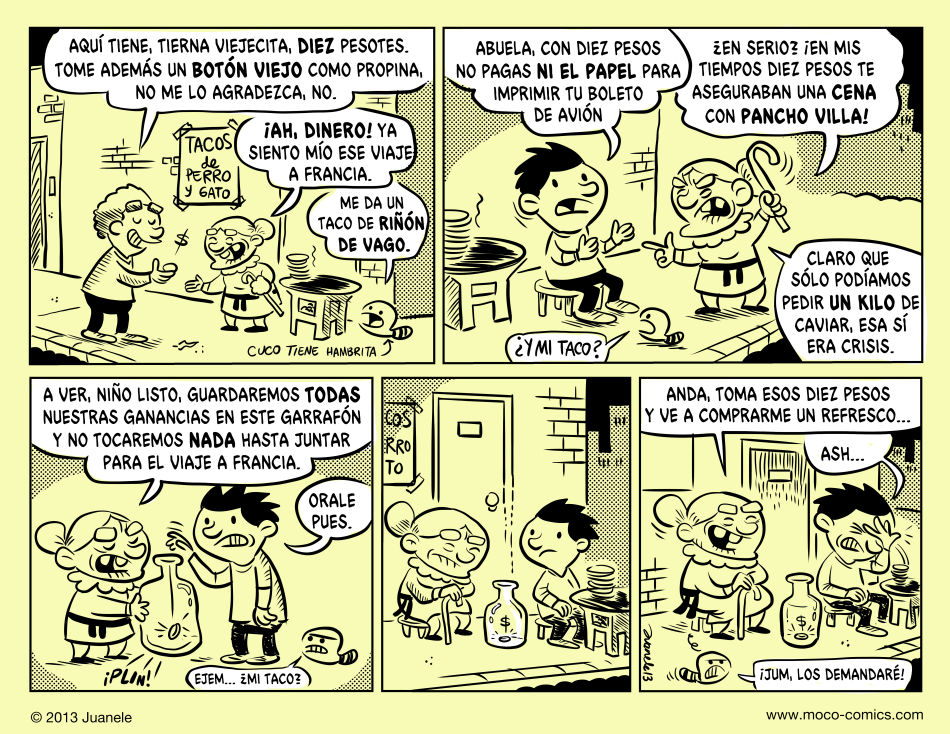 AQUÍ TIENE, TIERNA VIEJECITA, DIEZ PESOTES.
TOME ADEMÁS UN BOTÓN VIEJO COMO PROPINA,
NO ME LO AGRADEZCA, NO.
¡AH, DINERO! YA
SIENTO MÍO ESE VIAJE
A FRANCIA.
TACOS
de
PERRO
y GATO
ME DA UN
TACO DE RIÑÓN
DE VAGO.
$
CUCO TIENE HAMBRITA
ABUELA, CON DIEZ PESOS
NO PAGAS NI EL PAPEL PARA
IMPRIMIR TU BOLETO
DE AVIÓN
¿EN SERIO? ¡EN MIS
TIEMPOS DIEZ PESOS TE
ASEGURABAN UNA CENA
CON PANCHO VILLA!
CLARO QUE
SÓLO PODÍAMOS
PEDIR UN KILO DE
CAVIAR, ESA SÍ
ERA CRISIS.
¿Y MI TACO?
A VER, NIÑO LISTO, GUARDAREMOS TODAS
NUESTRAS GANANCIAS EN ESTE GARRAFÓN
Y NO TOCAREMOS NADA HASTA JUNTAR
PARA EL VIAJE A FRANCIA.
ORALE
PUES.
¡PLIN!
EJEM... ¿MI TACO?
COS
RRO
TO
$
ANDA, TOMA ESOS DIEZ PESOS
Y VE A COMPRARME UN REFRESCO...
ASH...
$
Juanele13
¡JUM, LOS DEMANDARÉ!
© 2013 Juanele
www.moco-comics.com